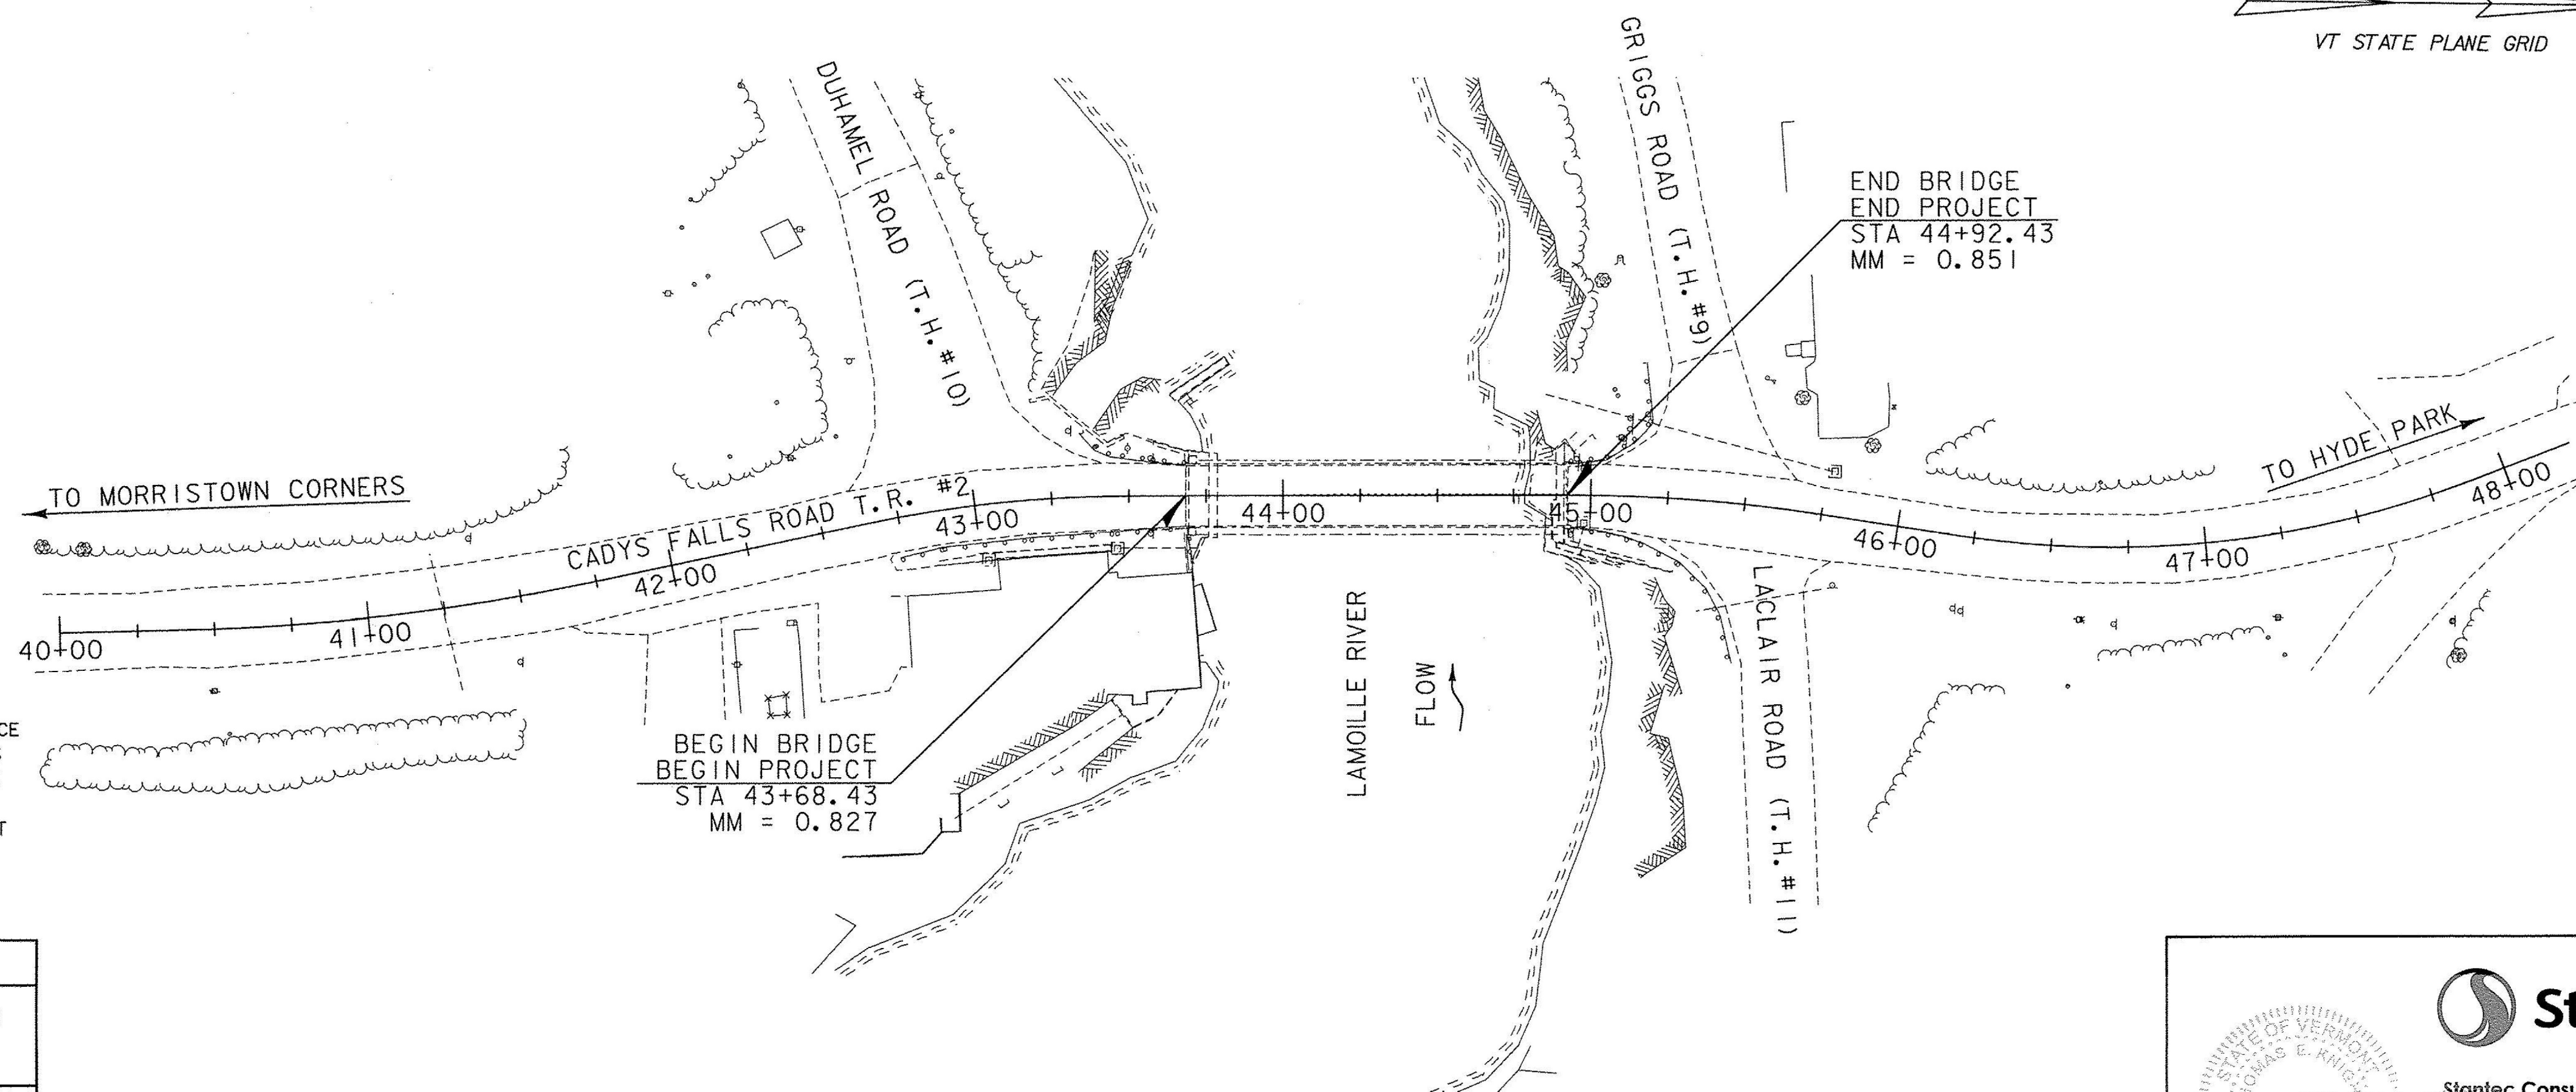 VT STATE PLANE GRID
DUHAMEL ROAD (T.H. #10)
GRIGGS ROAD (T.H. #9)
END BRIDGE
END PROJECT
STA 44+92.43
MM = 0.851
TO MORRISTOWN CORNERS
CADYS FALLS ROAD T.R. #2
TO HYDE PARK
40+00
41+00
42+00
43+00
44+00
45+00
46+00
47+00
48+00
BEGIN BRIDGE
BEGIN PROJECT
STA 43+68.43
MM = 0.827
LAMOILLE RIVER
FLOW
LACLAIR ROAD (T.H. #11)
CE
T
St
STATE OF VERMONT
THOMAS E. KNIG
Stantec Consu